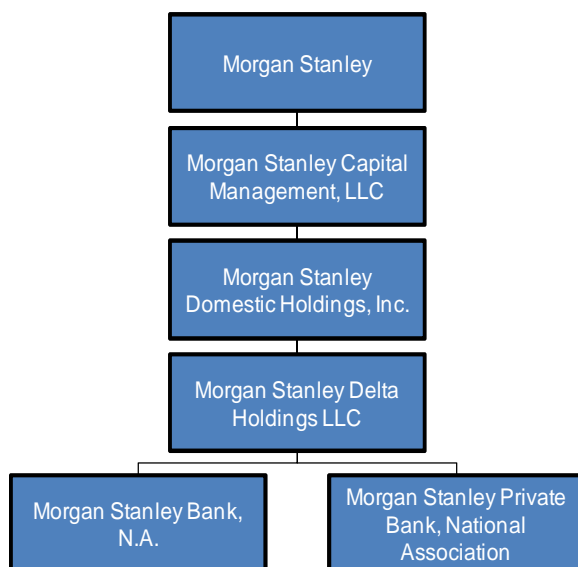 Morgan Stanley
Morgan Stanley Capital
Management, LLC
Morgan Stanley
Domestic Holdings, Inc.
Morgan Stanley Delta
Holdings LLC
Morgan Stanley Bank,
N.A.
Morgan Stanley Private
Bank, National
Association